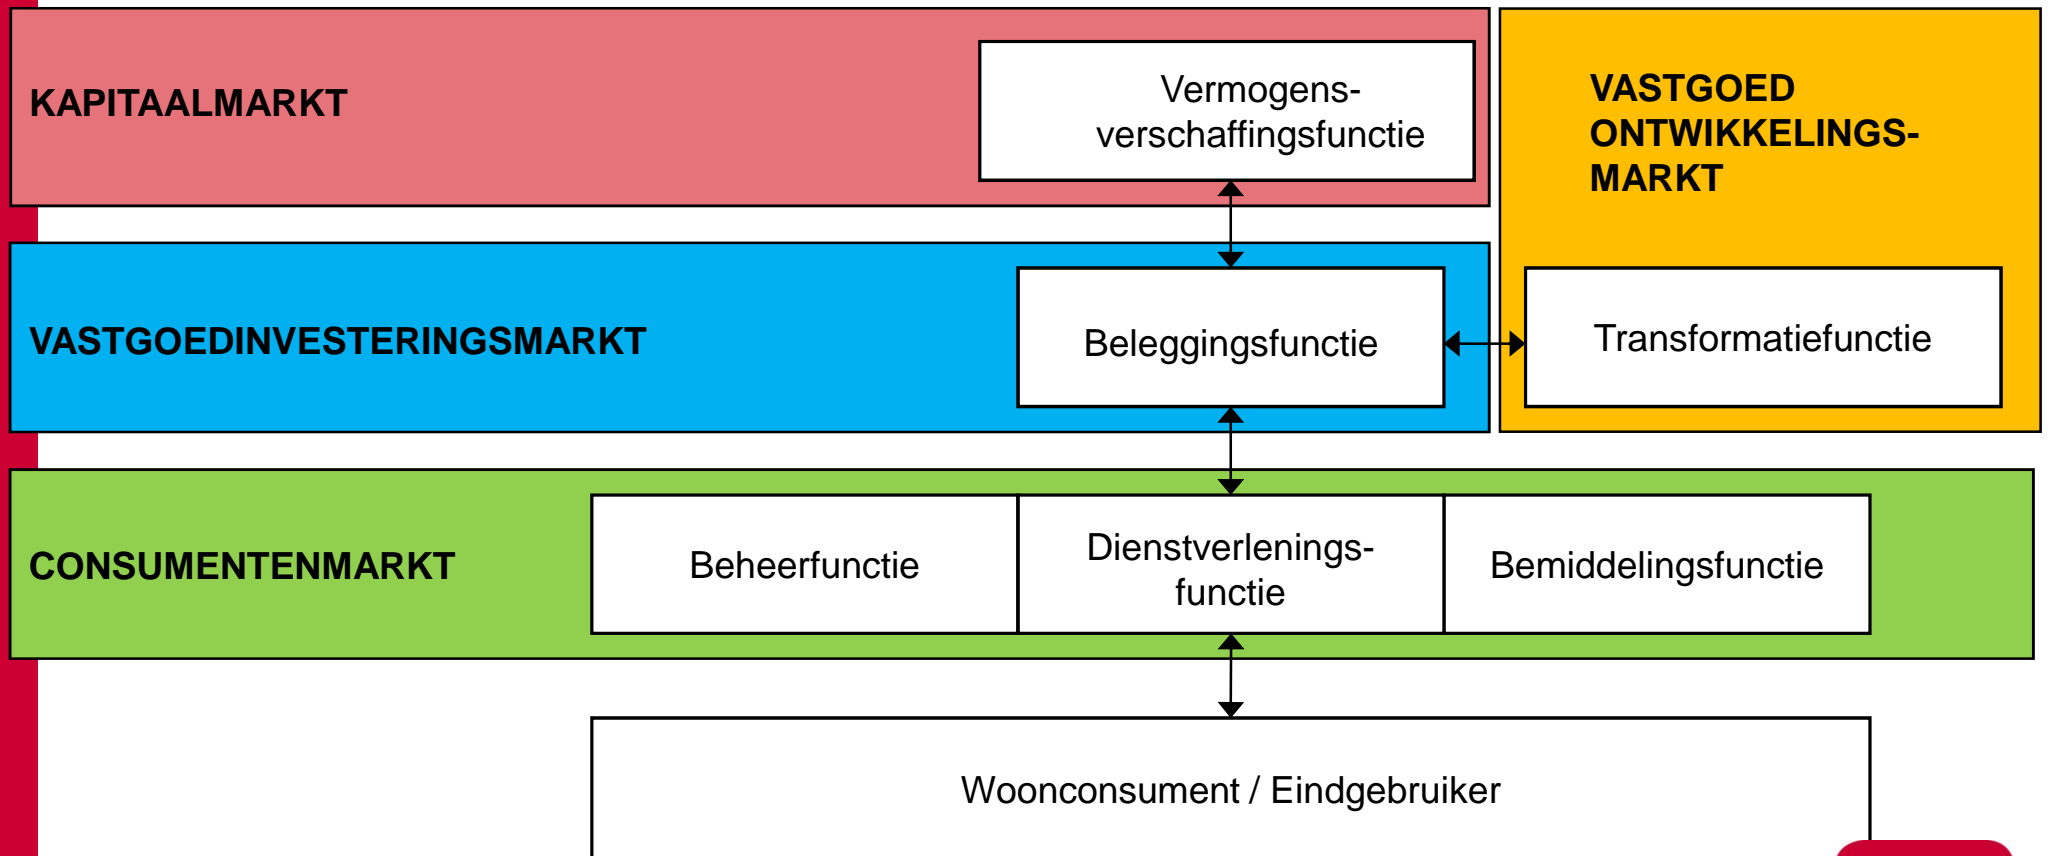 KAPITAALMARKT
Vermogens-
verschaffingsfunctie
VASTGOED
ONTWIKKELINGS-
MARKT
VASTGOEDINVESTERINGSMARKT
Beleggingsfunctie
Transformatiefunctie
CONSUMENTENMARKT
Beheerfunctie
Dienstverlenings-
functie
Bemiddelingsfunctie
Woonconsument / Eindgebruiker